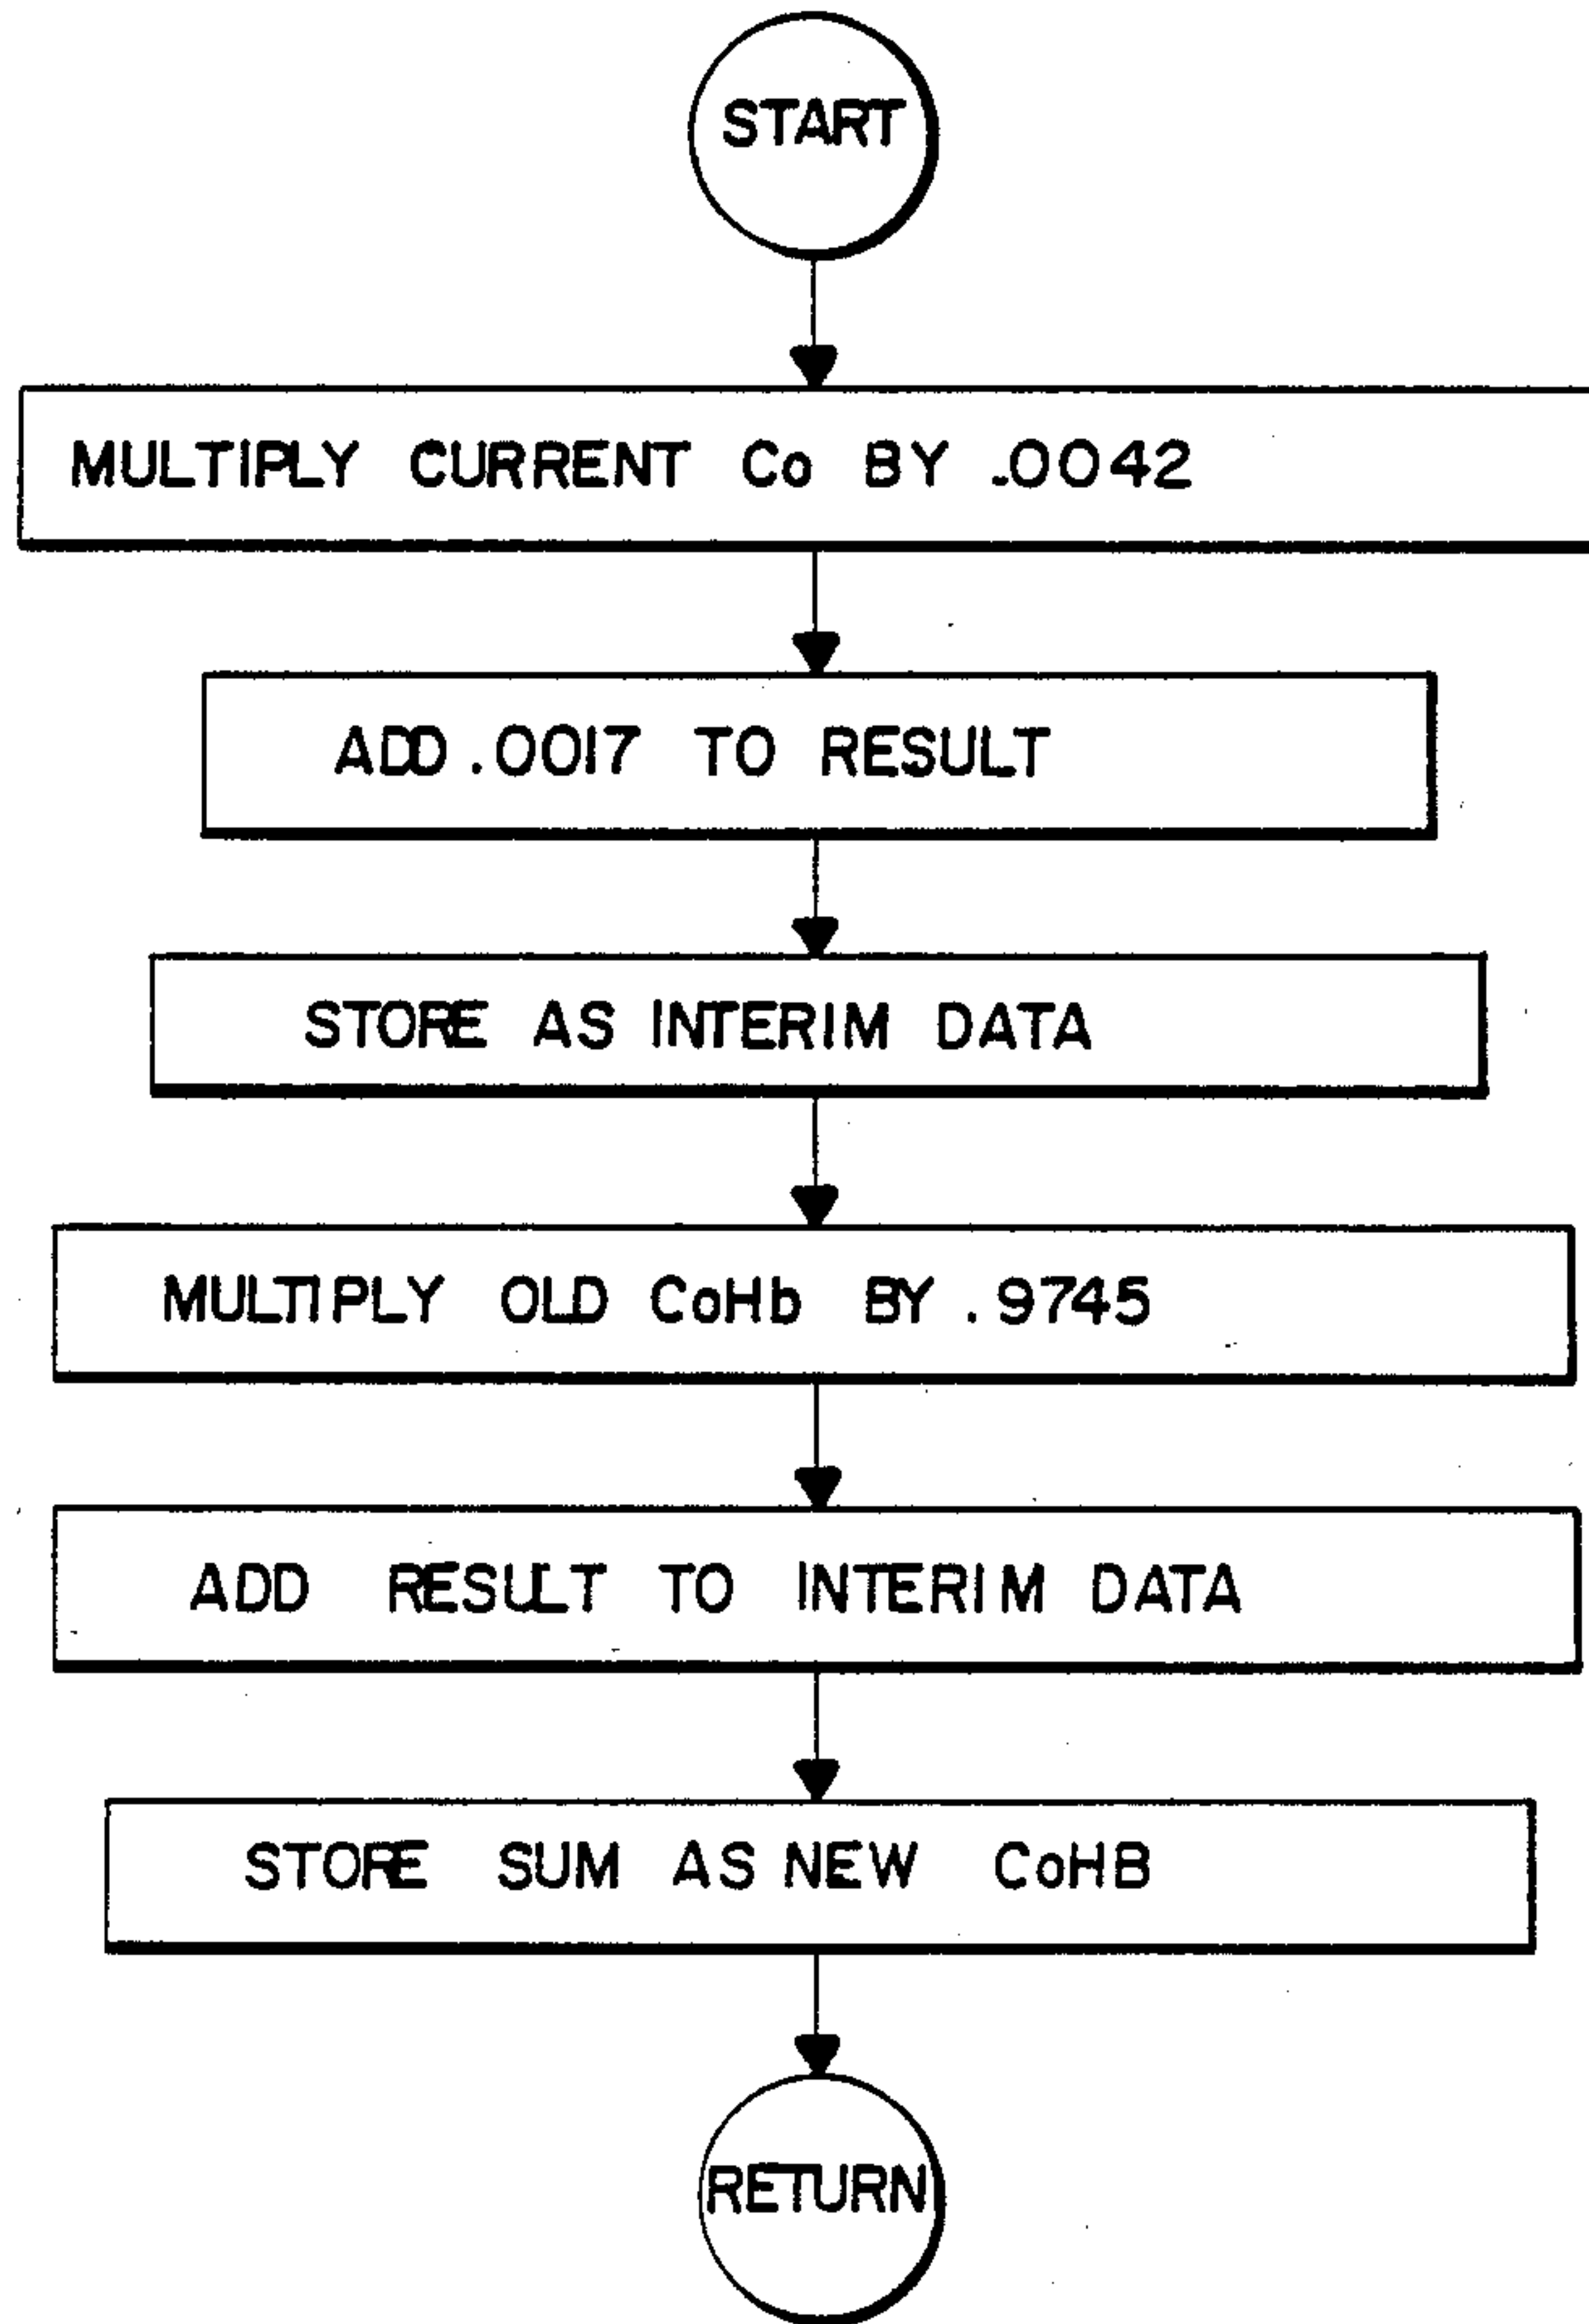 START
MULTIPLY CURRENT Co BY .0042
ADD .0017 TO RESULT
STORE AS INTERIM DATA
MULTIPLY OLD CoHb BY .9745
ADD RESULT TO INTERIM DATA
STORE SUM AS NEW CoHB
RETURN